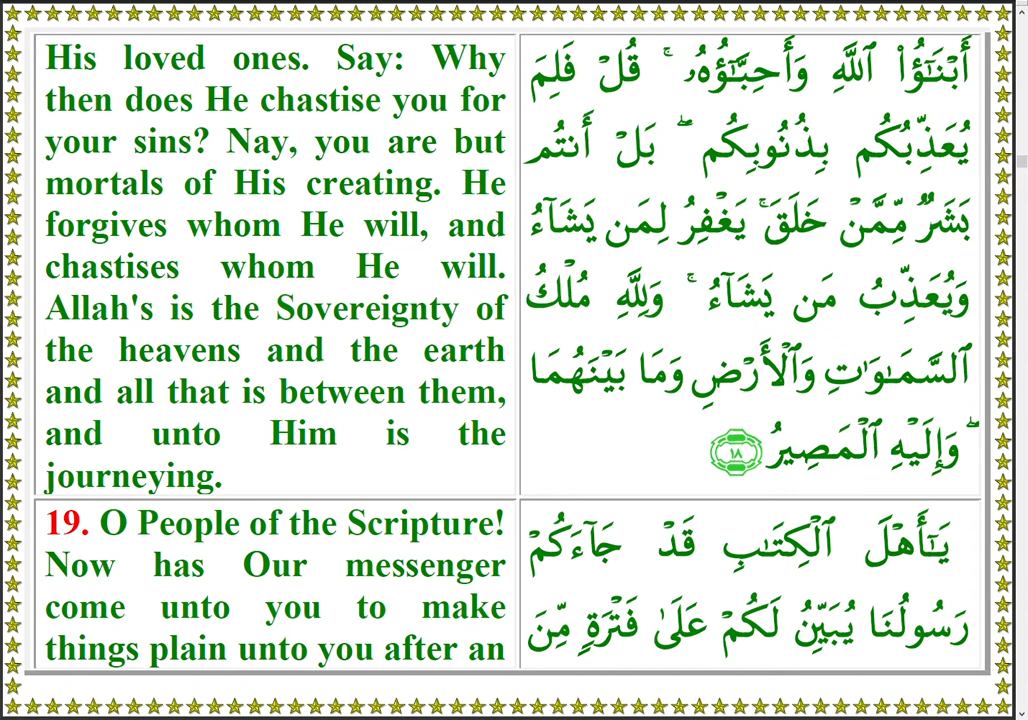 His loved ones. Say: Why
then does He chastise you for
your sins? Nay, you are but
mortals of His creating. He
forgives whom He will, and
chastises whom He will.
Allah's is the Sovereignty of
the heavens and the earth
and all that is between them,
and unto Him is the
journeying.
أَبْنَـٰٓؤُا۟ ٱللَّهِ وَأَحِبَّـٰٓؤُهُۥ ۚ قُلْ فَلِمَ
يُعَذِّبُكُم بِذُنُوبِكُم ۖ بَلْ أَنتُم
بَشَرٌ مِّمَّنْ خَلَقَ ۚ يَغْفِرُ لِمَن يَشَآءُ
وَيُعَذِّبُ مَن يَشَآءُ ۚ وَلِلَّهِ مُلْكُ
ٱلسَّمَـٰوَٰتِ وَٱلْأَرْضِ وَمَا بَيْنَهُمَا
ۖ وَإِلَيْهِ ٱلْمَصِيرُ ١٨
19. O People of the Scripture!
Now has Our messenger
come unto you to make
things plain unto you after an
يَـٰٓأَهْلَ ٱلْكِتَـٰبِ قَدْ جَآءَكُمْ
رَسُولُنَا يُبَيِّنُ لَكُمْ عَلَىٰ فَتْرَةٍ مِّنَ